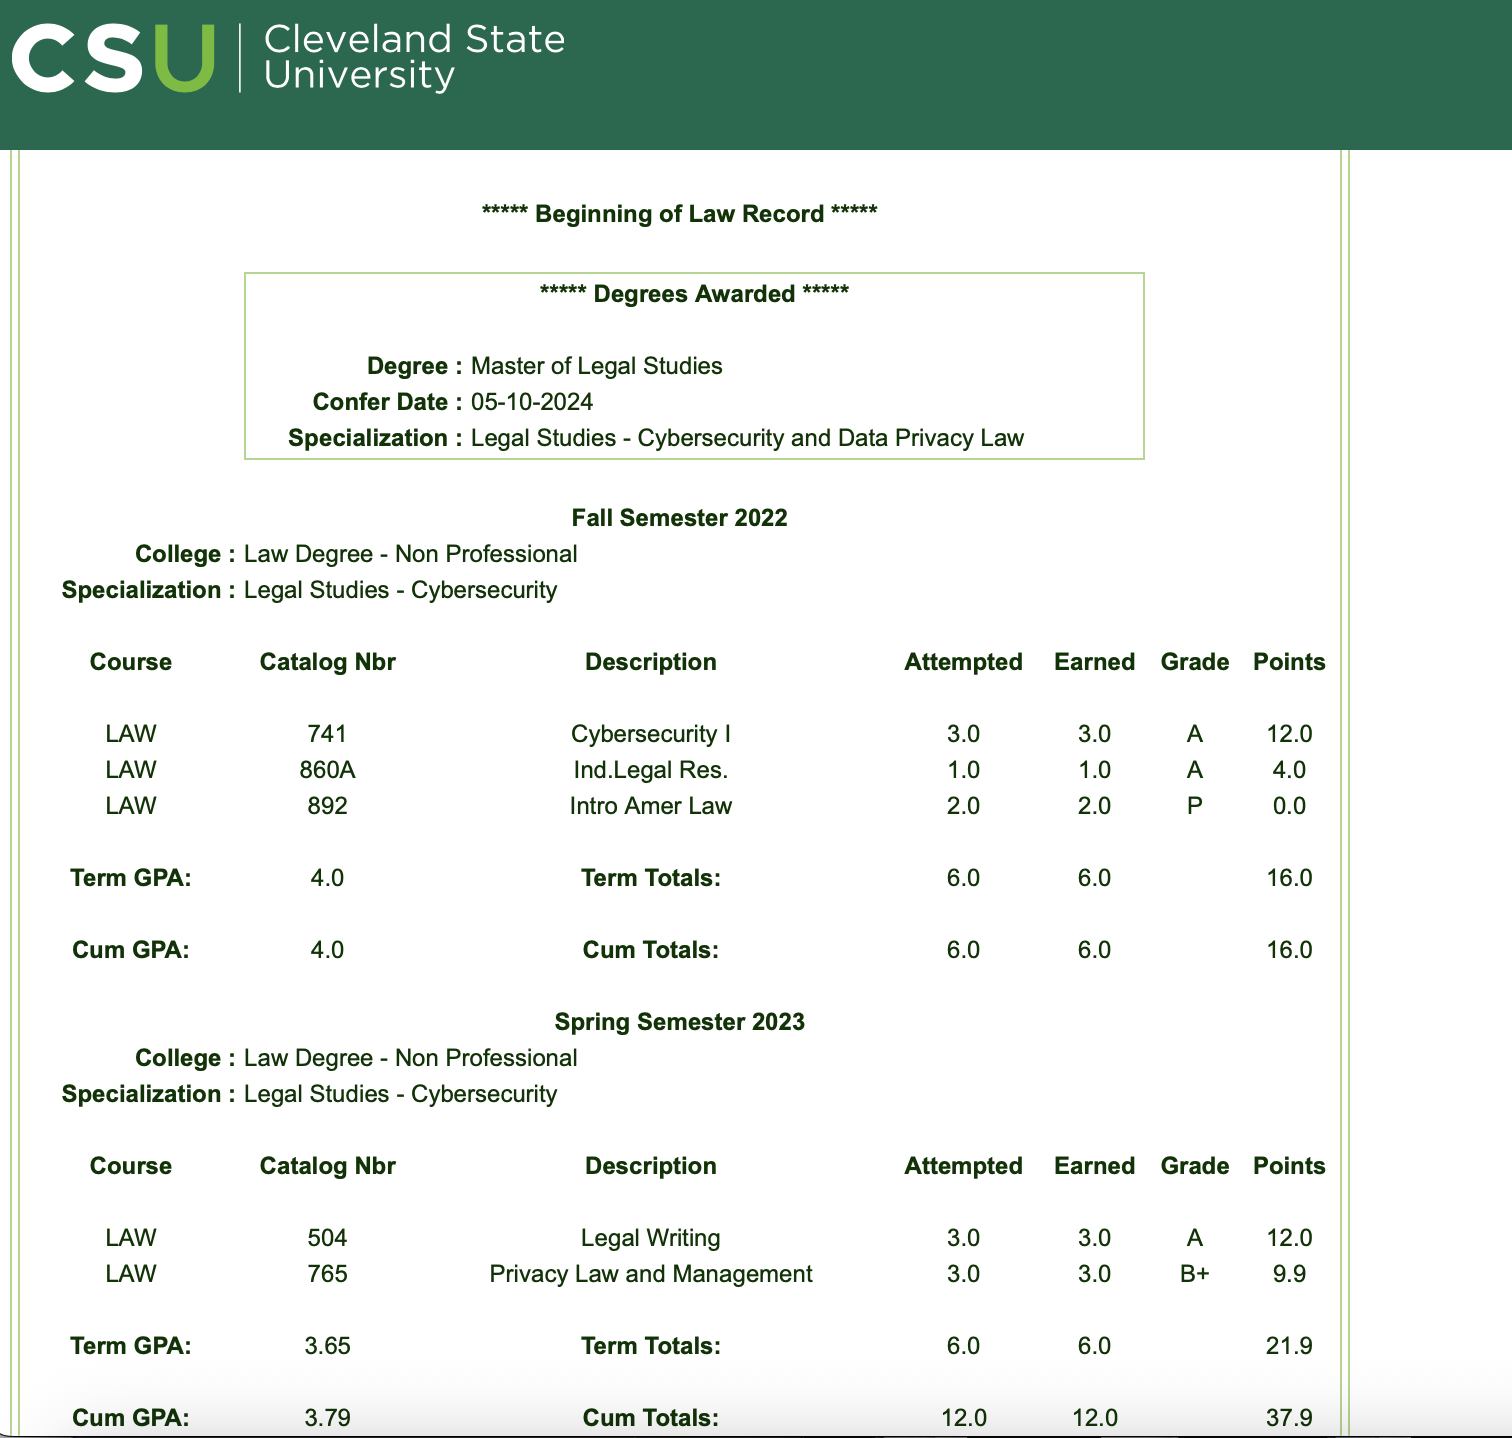 CSU Cleveland State University
***** Beginning of Law Record *****
***** Degrees Awarded *****
Degree : Master of Legal Studies
Confer Date : 05-10-2024
Specialization : Legal Studies - Cybersecurity and Data Privacy Law
Fall Semester 2022
College : Law Degree - Non Professional
Specialization : Legal Studies - Cybersecurity
Course Catalog Nbr Description Attempted Earned Grade Points
LAW 741 Cybersecurity I 3.0 3.0 A 12.0
LAW 860A Ind.Legal Res. 1.0 1.0 A 4.0
LAW 892 Intro Amer Law 2.0 2.0 P 0.0
Term GPA: 4.0 Term Totals: 6.0 6.0 16.0
Cum GPA: 4.0 Cum Totals: 6.0 6.0 16.0
Spring Semester 2023
College : Law Degree - Non Professional
Specialization : Legal Studies - Cybersecurity
Course Catalog Nbr Description Attempted Earned Grade Points
LAW 504 Legal Writing 3.0 3.0 A 12.0
LAW 765 Privacy Law and Management 3.0 3.0 B+ 9.9
Term GPA: 3.65 Term Totals: 6.0 6.0 21.9
Cum GPA: 3.79 Cum Totals: 12.0 12.0 37.9